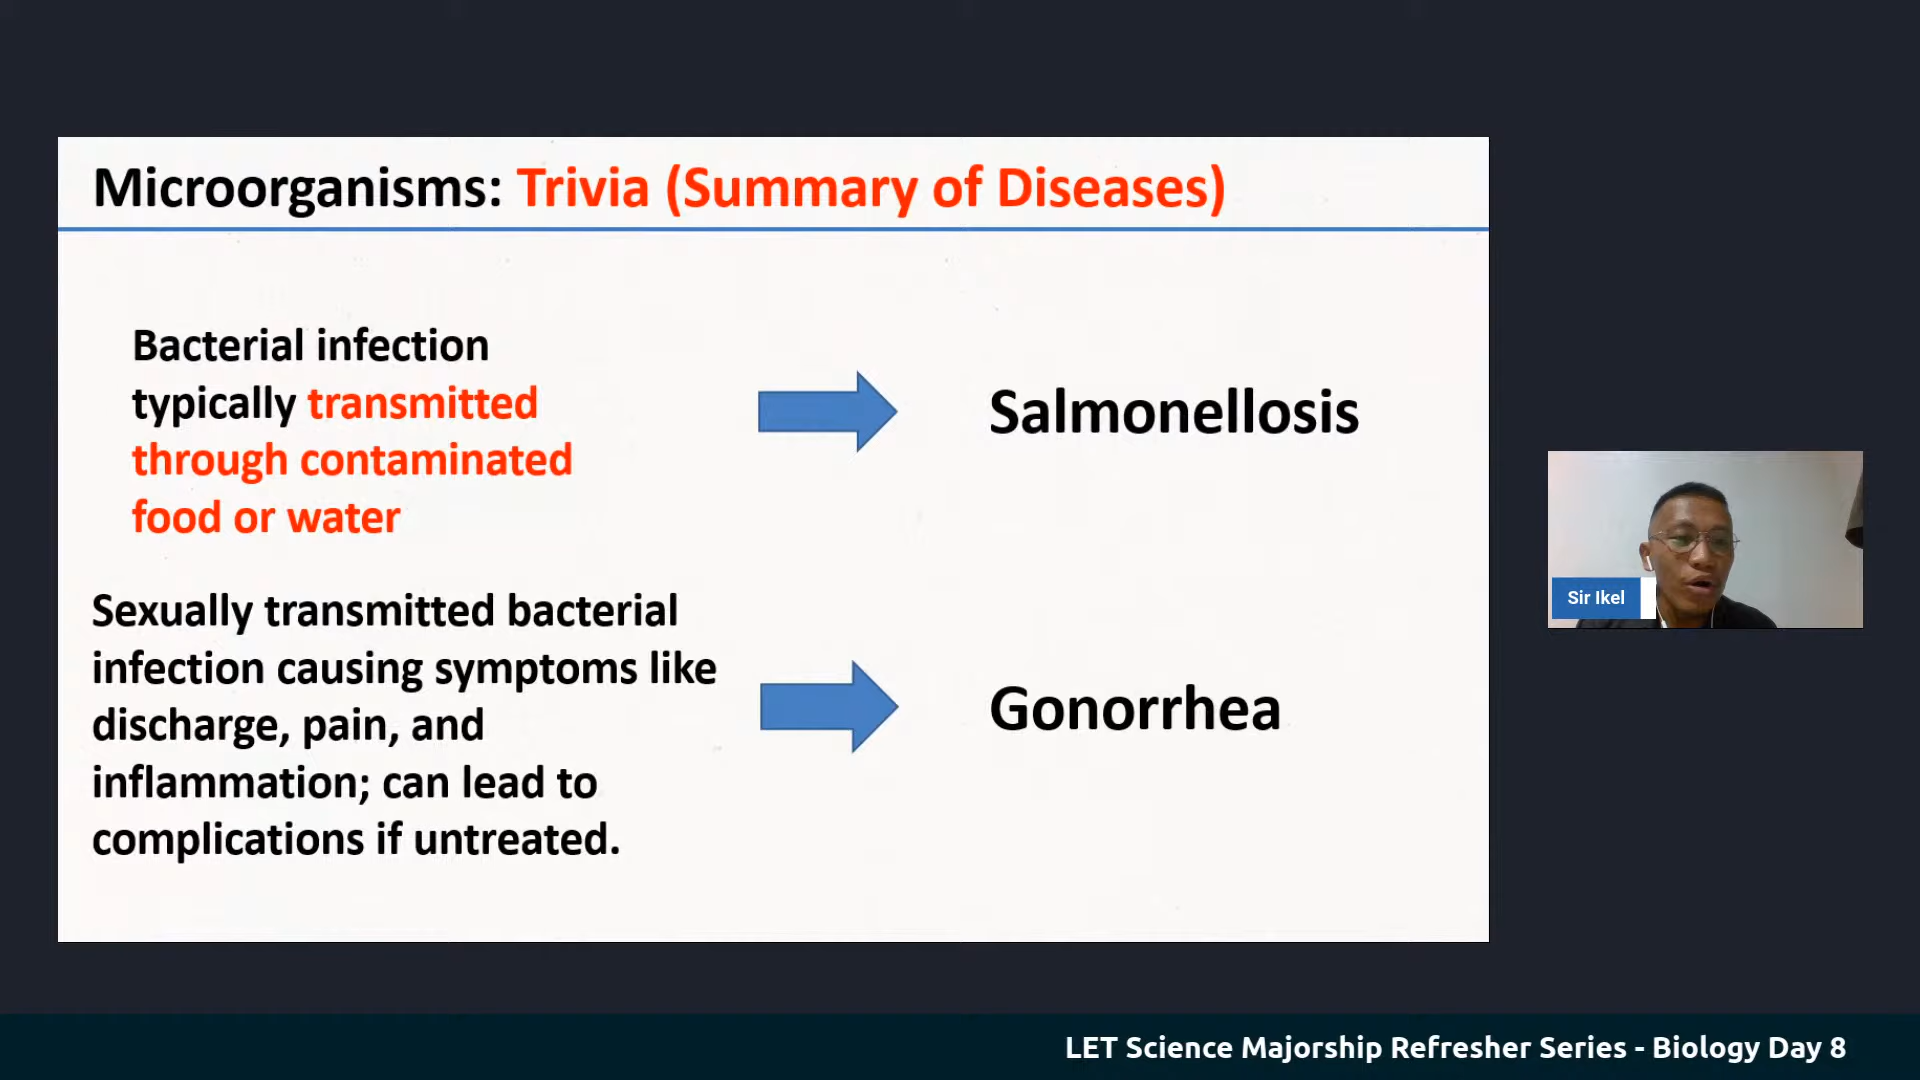 Microorganisms: Trivia (Summary of Diseases)
Bacterial infection
typically transmitted
through contaminated
food or water
Salmonellosis
Sexually transmitted bacterial
infection causing symptoms like
discharge, pain, and
inflammation; can lead to
complications if untreated.
Gonorrhea
Sir Ikel
LET Science Majorship Refresher Series - Biology Day 8